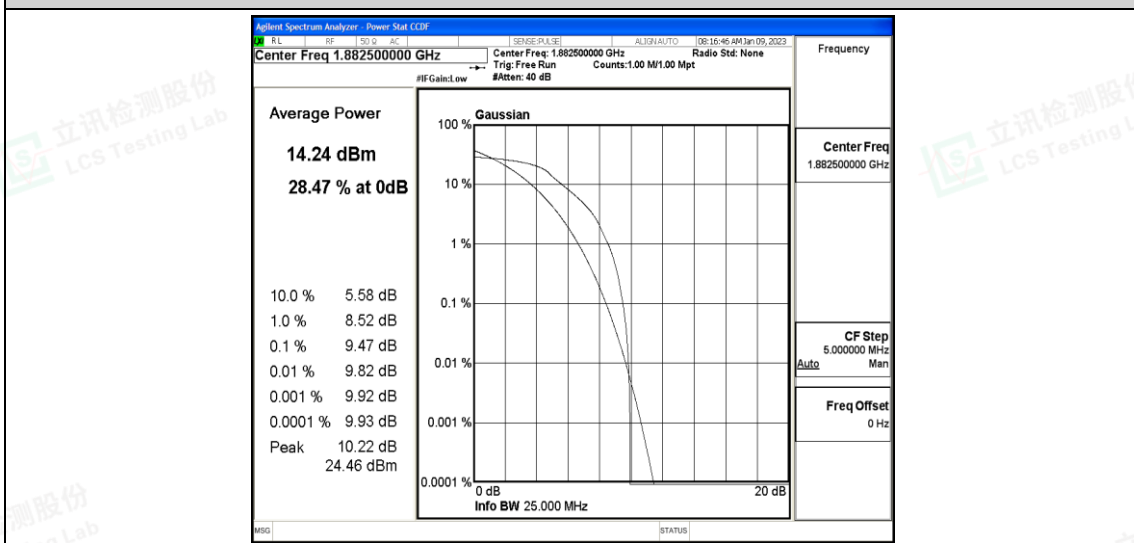 Agilent Spectrum Analyzer - Power Stat CCDF
RL RF 50 Ω AC SENSE:PULSE ALIGN AUTO 08:16:46 AM Jan 09, 2023
Center Freq 1.882500000 GHz
Center Freq: 1.882500000 GHz Radio Std: None
Trig: Free Run Counts:1.00 M/1.00 Mpt
#IFGain:Low #Atten: 40 dB
Average Power
14.24 dBm
28.47 % at 0dB
10.0 % 5.58 dB
1.0 % 8.52 dB
0.1 % 9.47 dB
0.01 % 9.82 dB
0.001 % 9.92 dB
0.0001 % 9.93 dB
Peak 10.22 dB
24.46 dBm
Gaussian
100 %
10 %
1 %
0.1 %
0.01 %
0.001 %
0.0001 %
0 dB 20 dB
Info BW 25.000 MHz
Frequency
Center Freq
1.882500000 GHz
CF Step
5.000000 MHz
Auto Man
Freq Offset
0 Hz
MSG STATUS
立讯检测股份
LCS Testing Lab
立讯检测股份
LCS Testing L